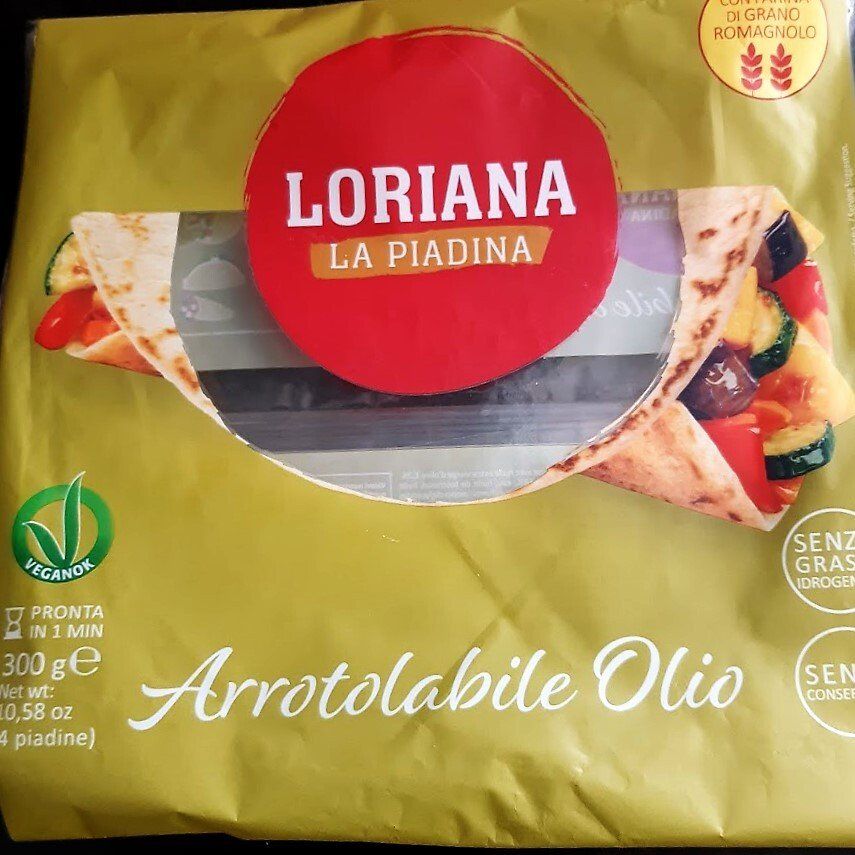 CON FARINA
DI GRANO
ROMAGNOLO
LORIANA
LA PIADINA
VEGANOK
PRONTA
IN 1 MIN
300 g e
Net wt:
10,58 oz
4 piadine)
Arrotolabile Olio
SENZ
GRAS
IDROGEN
SEN
CONSE